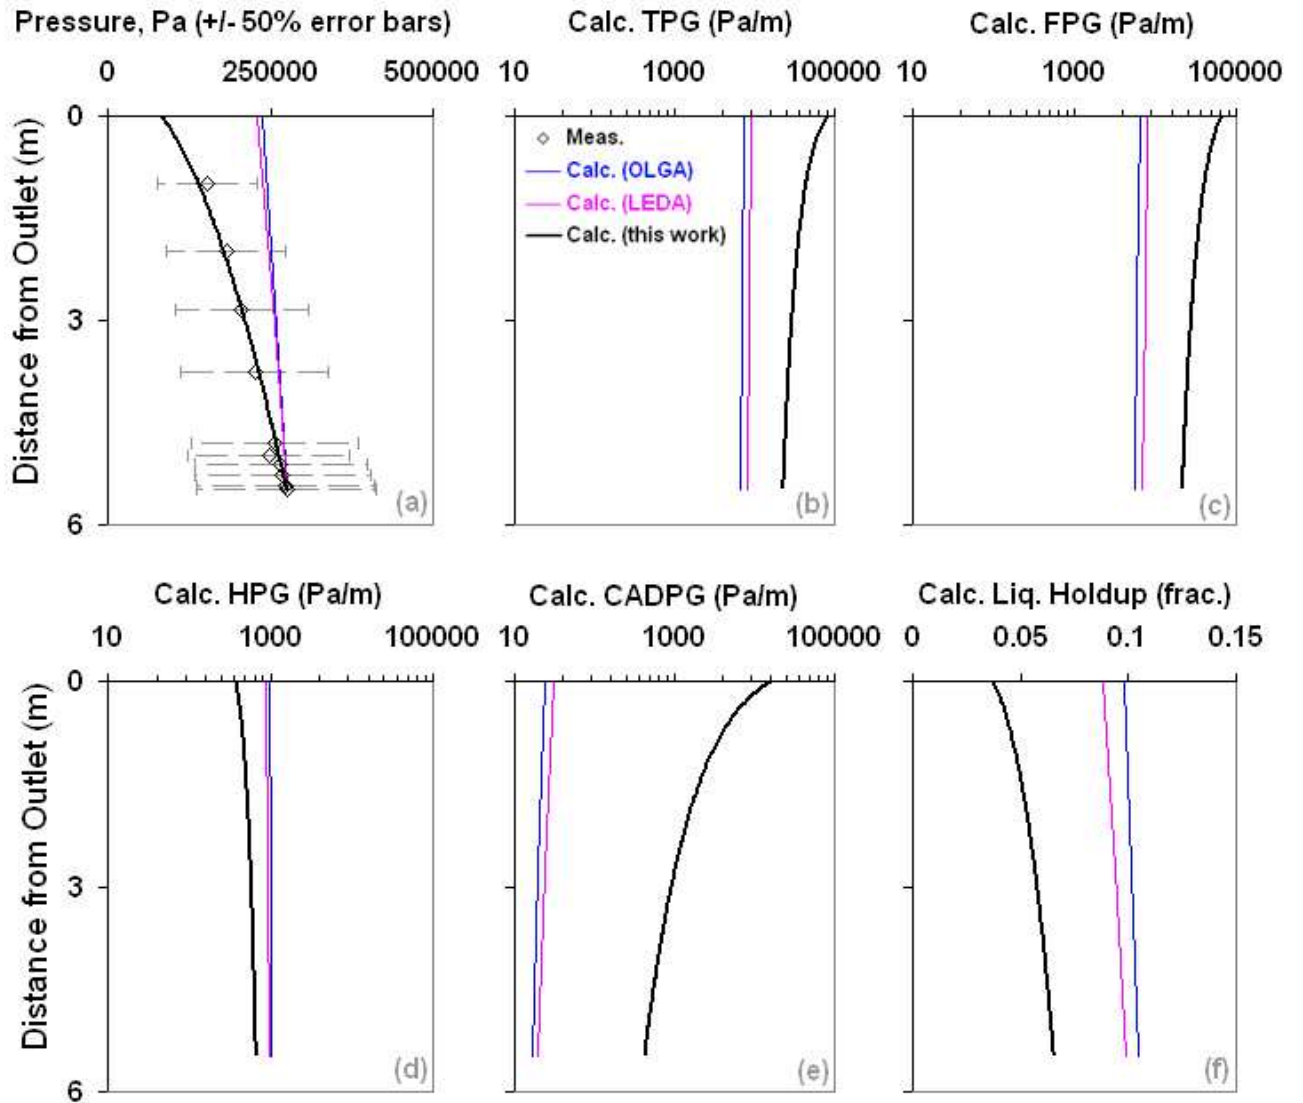 Pressure, Pa (+/- 50% error bars)
0 250000 500000
Calc. TPG (Pa/m)
10 1000 100000
Calc. FPG (Pa/m)
10 1000 100000
Distance from Outlet (m)
0
3
6
(a)
Meas.
Calc. (OLGA)
Calc. (LEDA)
Calc. (this work)
(b)
(c)
Calc. HPG (Pa/m)
10 1000 100000
Calc. CADPG (Pa/m)
10 1000 100000
Calc. Liq. Holdup (frac.)
0 0.05 0.1 0.15
Distance from Outlet (m)
0
3
6
(d)
(e)
(f)